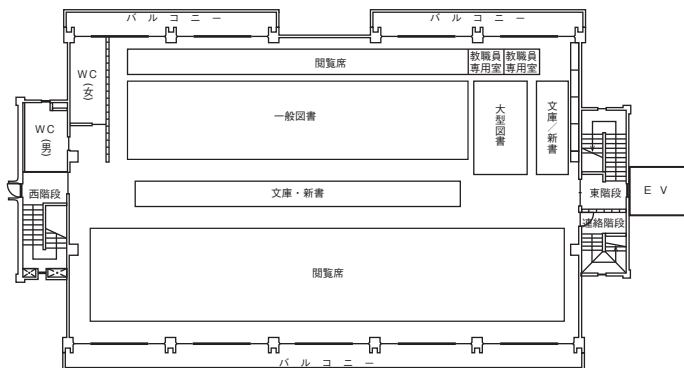 バルコニー
バルコニー
WC
(女)
閲覧席
教職員
専用室
教職員
専用室
一般図書
大型図書
文庫／新書
WC
(男)
西階段
文庫・新書
東階段
EV
連絡階段
閲覧席
バルコニー